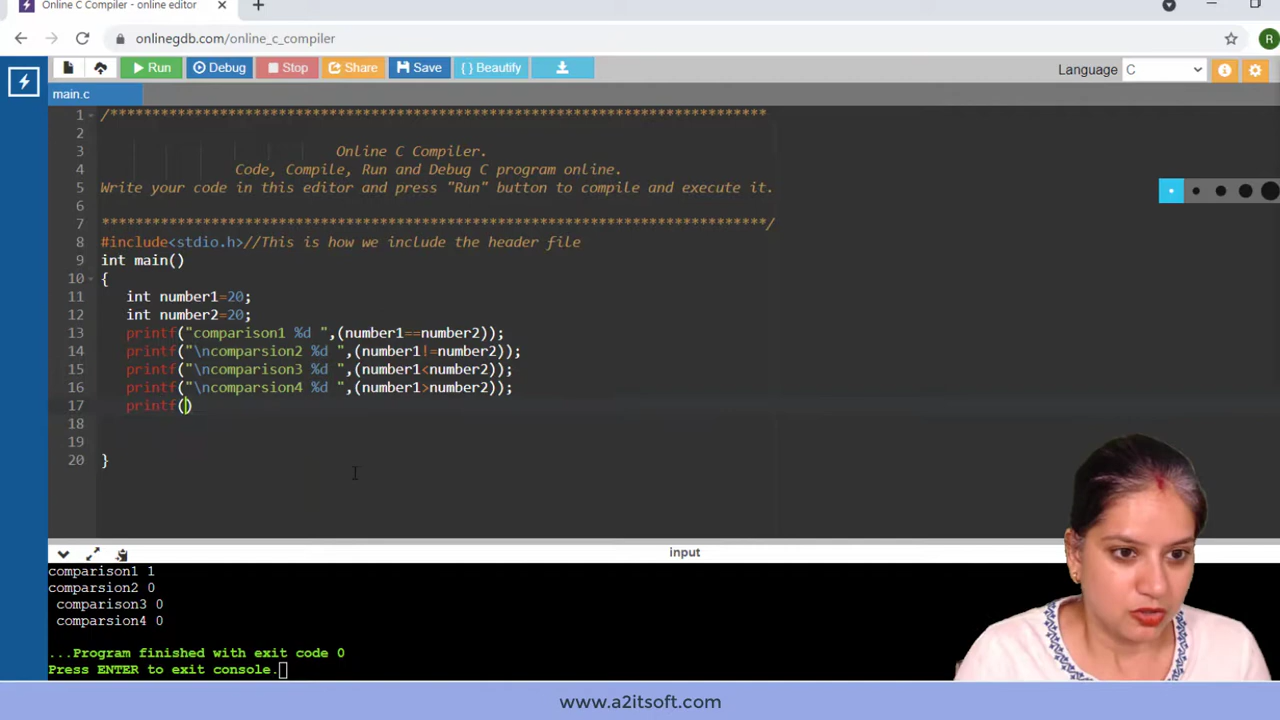 Online C Compiler - online editor
onlinegdb.com/online_c_compiler
R
Run
Debug
Stop
Share
Save
{ } Beautify
Language
C
main.c
1 /******************************************************************************
2
3 Online C Compiler.
4 Code, Compile, Run and Debug C program online.
5 Write your code in this editor and press "Run" button to compile and execute it.
6
7 *******************************************************************************/
8 #include<stdio.h>//This is how we include the header file
9 int main()
10 {
11 int number1=20;
12 int number2=20;
13 printf("comparison1 %d ",(number1==number2));
14 printf("\ncomparsion2 %d ",(number1!=number2));
15 printf("\ncomparison3 %d ",(number1<number2));
16 printf("\ncomparsion4 %d ",(number1>number2));
17 printf()
18
19
20 }
input
comparison1 1
comparsion2 0
comparison3 0
comparsion4 0
...Program finished with exit code 0
Press ENTER to exit console.
www.a2itsoft.com